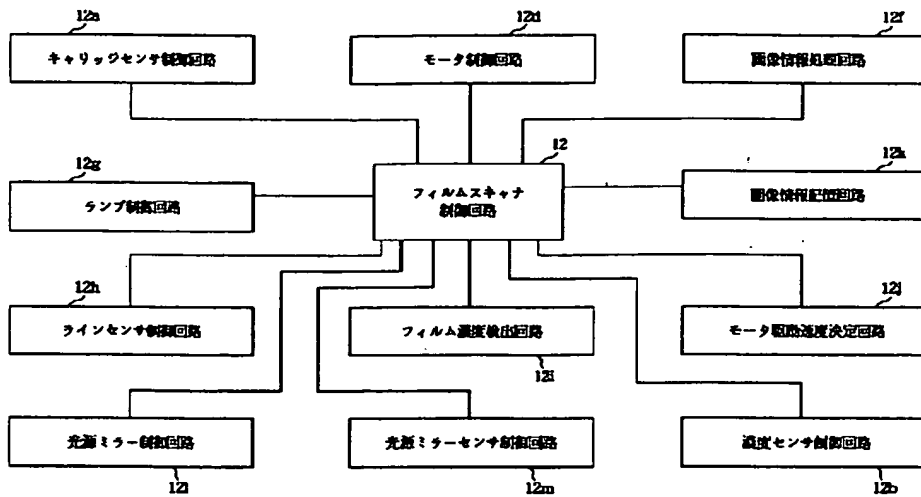 12a
キャリッジセンサ制御回路
12d
モータ制御回路
12f
画像情報処理回路
12g
ランプ制御回路
12
フィルムスキャナ
制御回路
12k
画像情報記憶回路
12h
ラインセンサ制御回路
フィルム濃度検出回路
12i
12j
モータ駆動速度決定回路
光源ミラー制御回路
12l
光源ミラーセンサ制御回路
12m
濃度センサ制御回路
12b